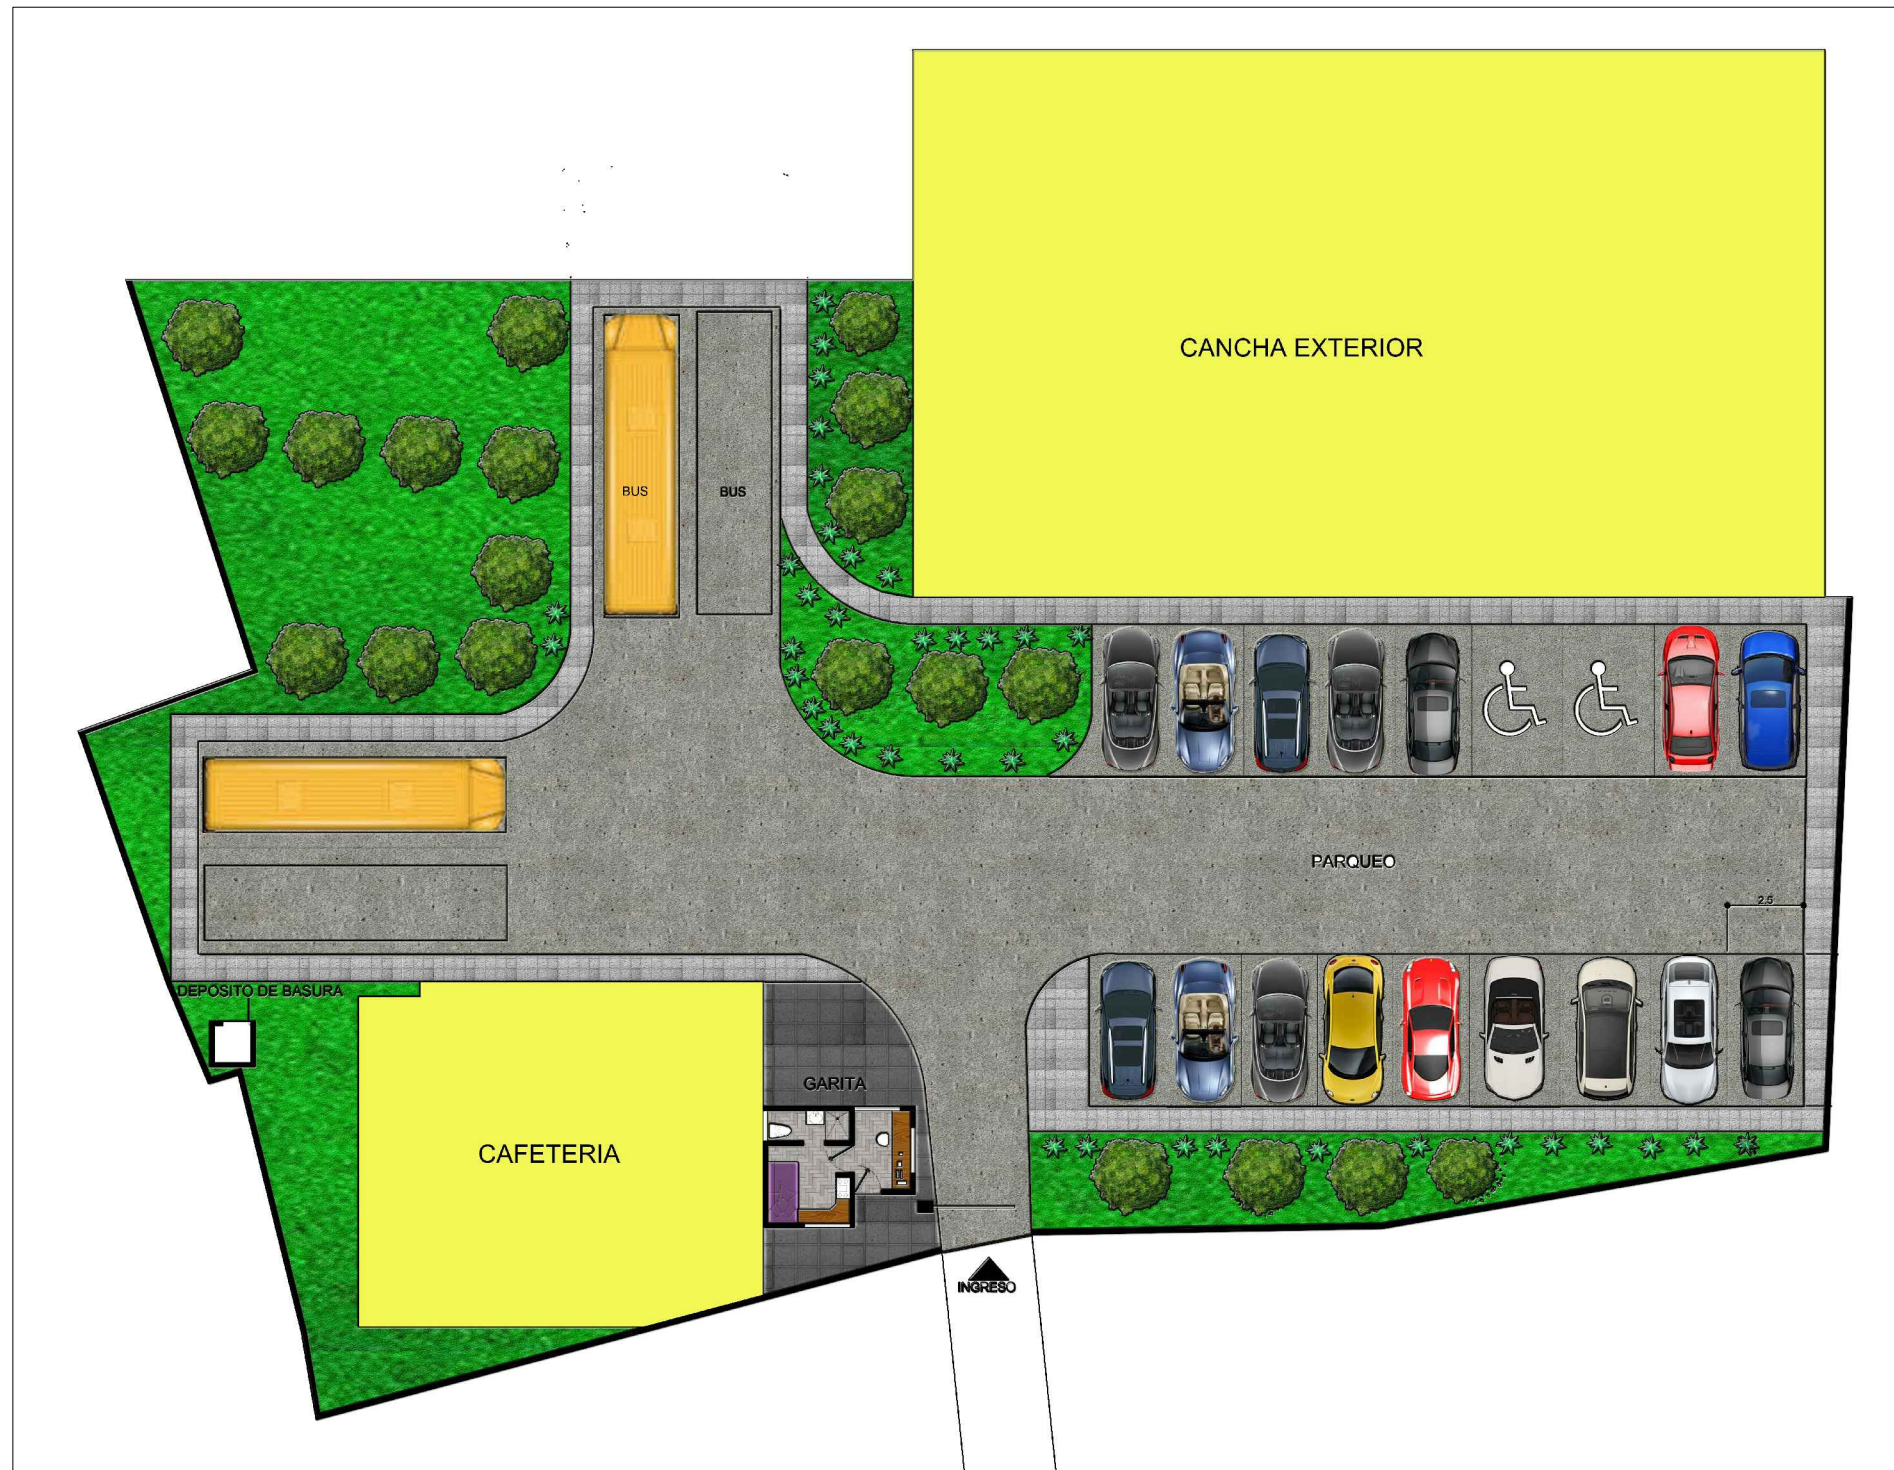 CANCHA EXTERIOR
BUS
BUS
PARQUEO
2.5
DEPOSITO DE BASURA
GARITA
CAFETERIA
INGRESO